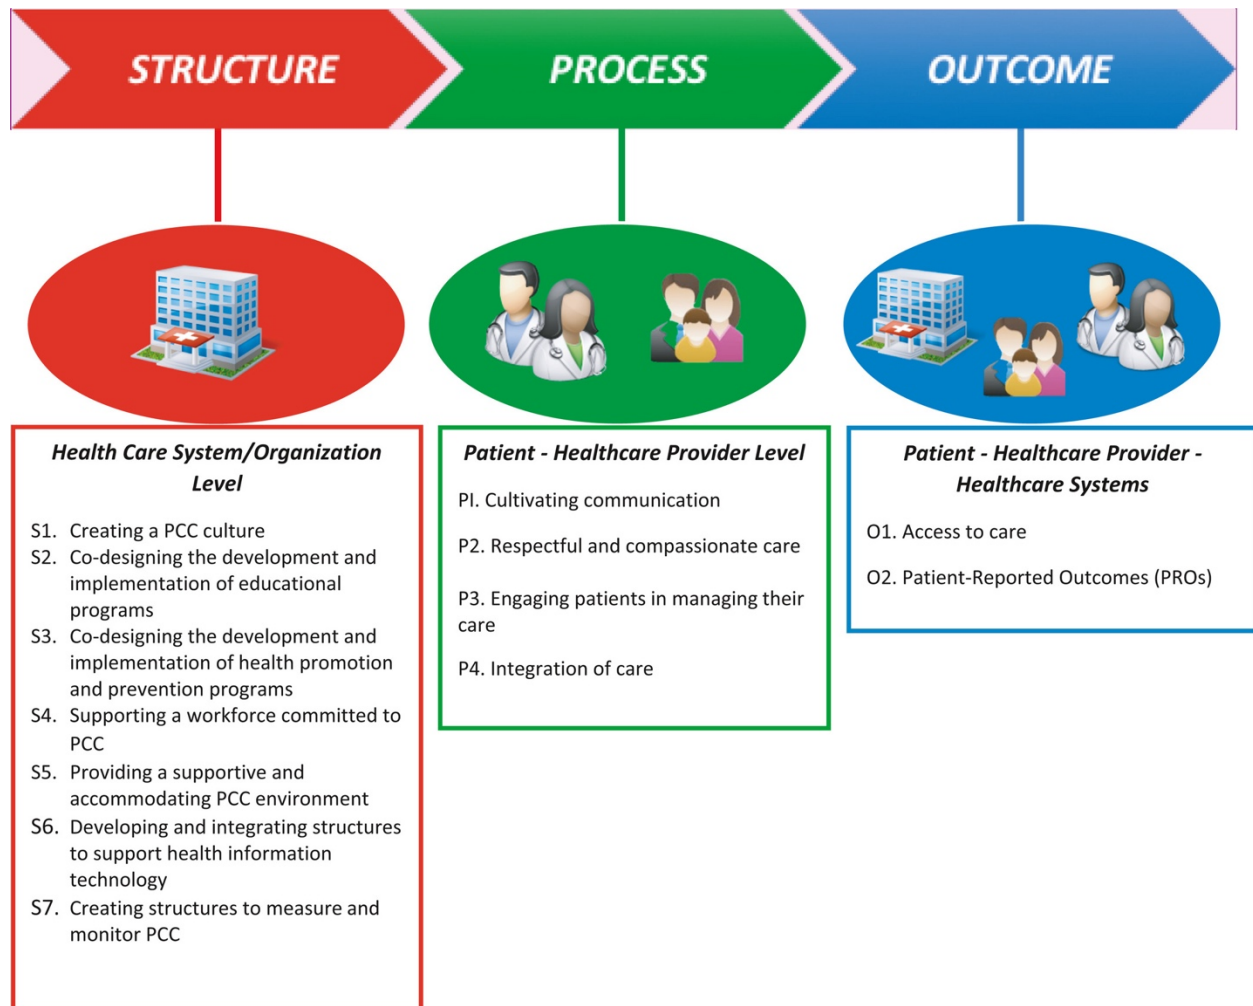 STRUCTURE
PROCESS
OUTCOME
Health Care System/Organization
Level
S1. Creating a PCC culture
S2. Co-designing the development and
implementation of educational
programs
S3. Co-designing the development and
implementation of health promotion
and prevention programs
S4. Supporting a workforce committed to
PCC
S5. Providing a supportive and
accommodating PCC environment
S6. Developing and integrating structures
to support health information
technology
S7. Creating structures to measure and
monitor PCC
Patient - Healthcare Provider Level
PI. Cultivating communication
P2. Respectful and compassionate care
P3. Engaging patients in managing their
care
P4. Integration of care
Patient - Healthcare Provider -
Healthcare Systems
O1. Access to care
O2. Patient-Reported Outcomes (PROs)